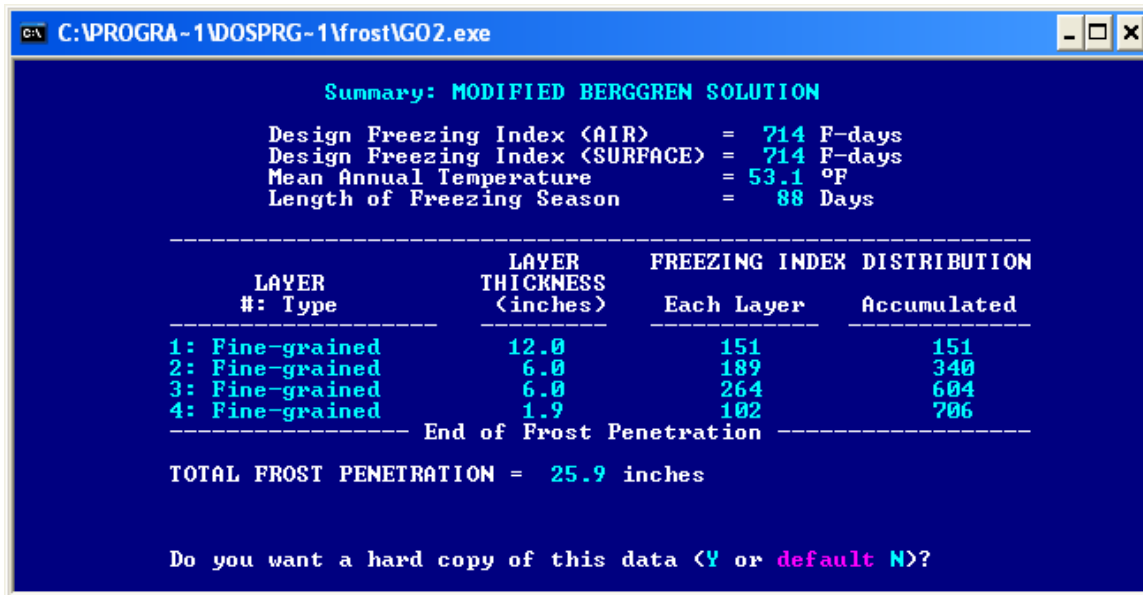 C:\PROGRA~1\DOSPRG~1\frost\GO2.exe
Summary: MODIFIED BERGGREN SOLUTION
Design Freezing Index (AIR) = 714 F-days
Design Freezing Index (SURFACE) = 714 F-days
Mean Annual Temperature = 53.1 ºF
Length of Freezing Season = 88 Days
LAYER FREEZING INDEX DISTRIBUTION
LAYER THICKNESS
#: Type (inches) Each Layer Accumulated
1: Fine-grained 12.0 151 151
2: Fine-grained 6.0 189 340
3: Fine-grained 6.0 264 604
4: Fine-grained 1.9 102 706
End of Frost Penetration
TOTAL FROST PENETRATION = 25.9 inches
Do you want a hard copy of this data (Y or default N)?